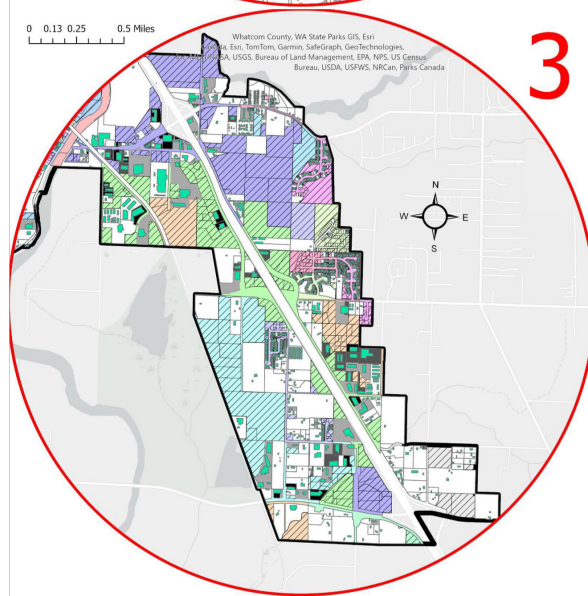 0 0.13 0.25 0.5 Miles
Whatcom County, WA State Parks GIS, Esri
Esri, TomTom, Garmin, SafeGraph, GeoTechnologies,
USGS, Bureau of Land Management, EPA, NPS, US Census
Bureau, USDA, USFWS, NRCan, Parks Canada
3
N
W E
S